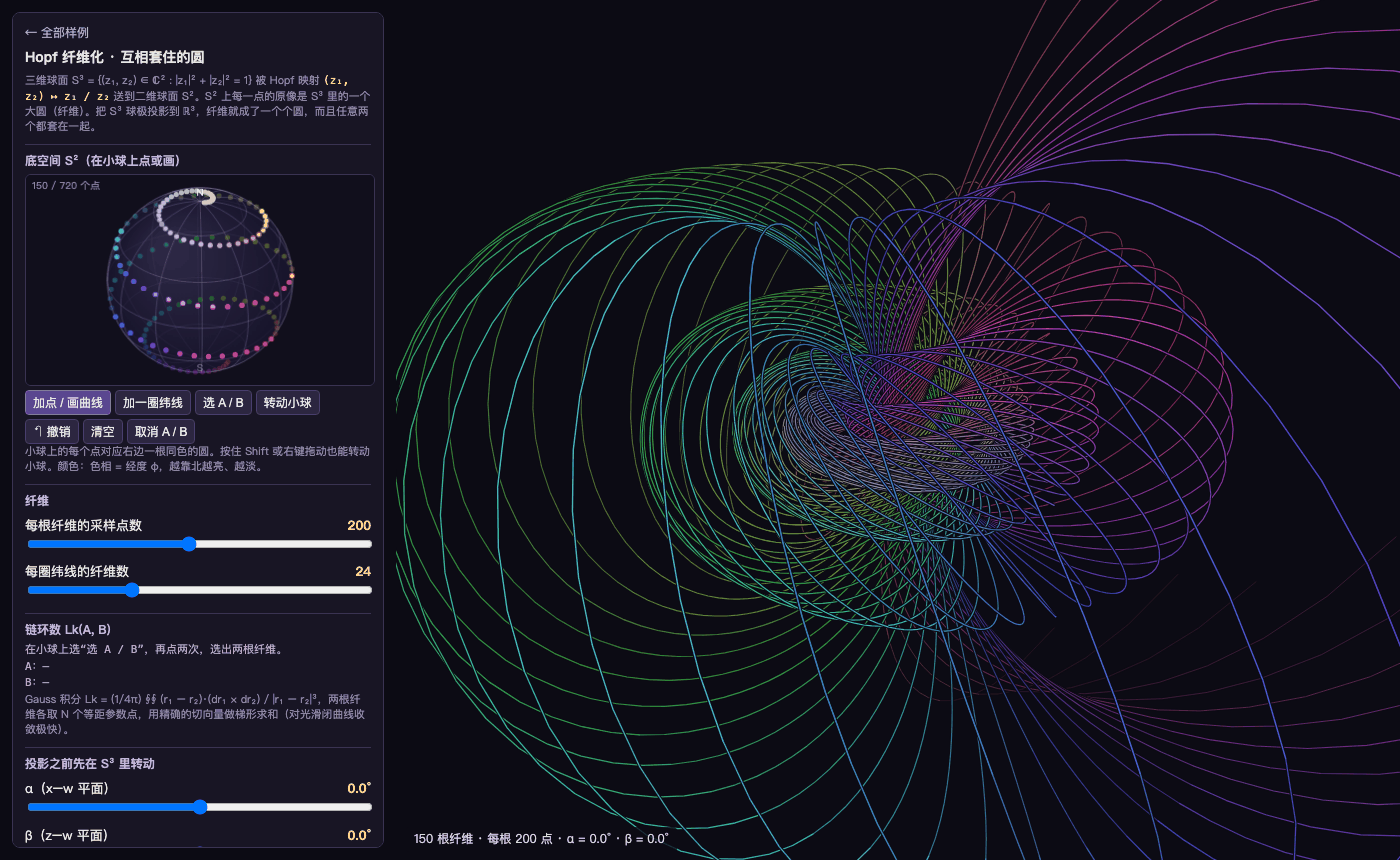 ← 全部样例
Hopf 纤维化 · 互相套住的圆
三维球面 S³ = {(z₁, z₂) ∈ ℂ² : |z₁|² + |z₂|² = 1} 被 Hopf 映射 (z₁,
z₂) ↦ z₁ / z₂ 送到二维球面 S²。S² 上每一点的原像是 S³ 里的一个
大圆（纤维）。把 S³ 球极投影到 ℝ³，纤维就成了一个个圆，而且任意两
个都套在一起。
底空间 S²（在小球上点或画）
150 / 720 个点
N
S
加点 / 画曲线 加一圈纬线 选 A / B 转动小球
↰ 撤销 清空 取消 A / B
小球上的每个点对应右边一根同色的圆。按住 Shift 或右键拖动也能转动
小球。颜色：色相 = 经度 ϕ，越靠北越亮、越淡。
纤维
每根纤维的采样点数 200
每圈纬线的纤维数 24
链环数 Lk(A, B)
在小球上选“选 A / B”，再点两次，选出两根纤维。
A: —
B: —
Gauss 积分 Lk = (1/4π) ∮∮ (r₁ − r₂)·(dr₁ × dr₂) / |r₁ − r₂|³，两根纤
维各取 N 个等距参数点，用精确的切向量做梯形求和（对光滑闭曲线收
敛极快）。
投影之前先在 S³ 里转动
α（x—w 平面） 0.0°
β（z—w 平面） 0.0°
150 根纤维 · 每根 200 点 · α = 0.0° · β = 0.0°